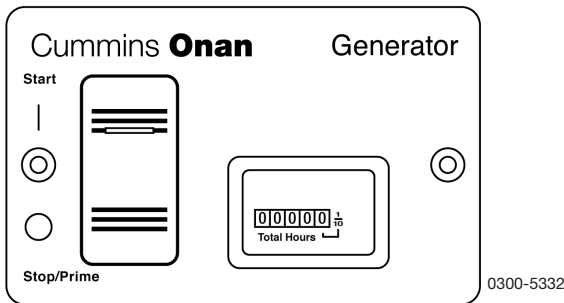 Cummins Onan Generator
Start
00000 1/10
Total Hours
Stop/Prime
0300-5332